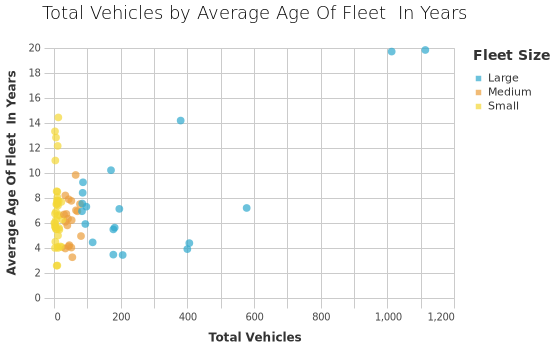 Total Vehicles by Average Age Of Fleet  In Years
Fleet Size
Large
Medium
Small
Average Age Of Fleet  In Years
20
18
16
14
12
10
8
6
4
2
0
0 200 400 600 800 1,000 1,200
Total Vehicles